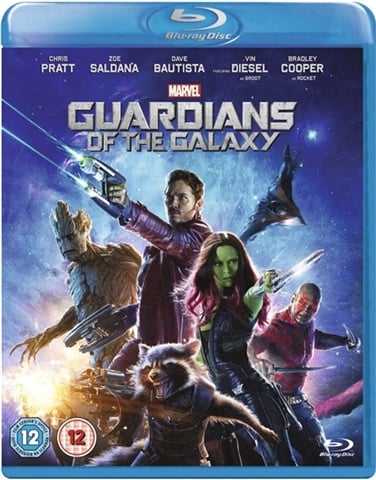 Blu-ray Disc
CHRIS PRATT
ZOE SALDANA
DAVE BAUTISTA
FEATURING VIN DIESEL AS GROOT
BRADLEY COOPER AS ROCKET
MARVEL
GUARDIANS
OF THE GALAXY
12
12
Blu-ray Disc